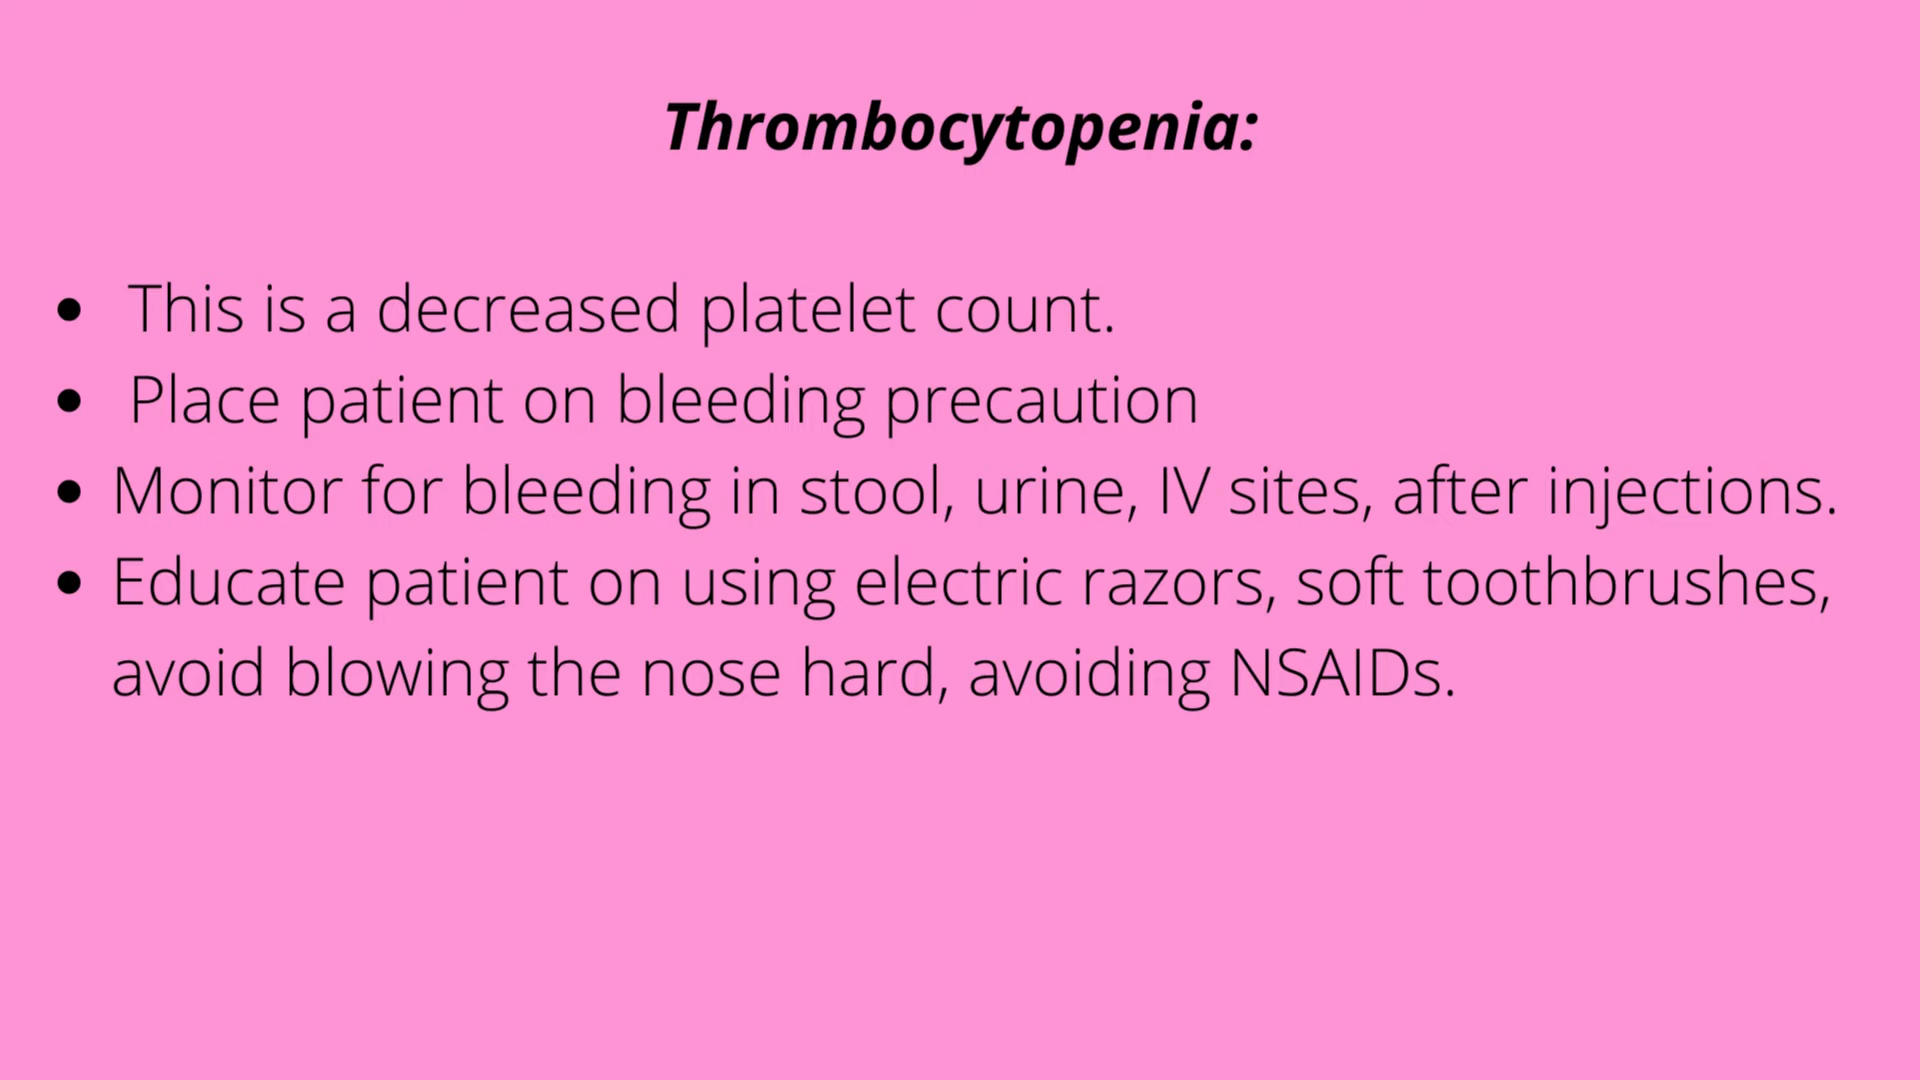 Thrombocytopenia:
• This is a decreased platelet count.
• Place patient on bleeding precaution
• Monitor for bleeding in stool, urine, IV sites, after injections.
• Educate patient on using electric razors, soft toothbrushes,
avoid blowing the nose hard, avoiding NSAIDs.